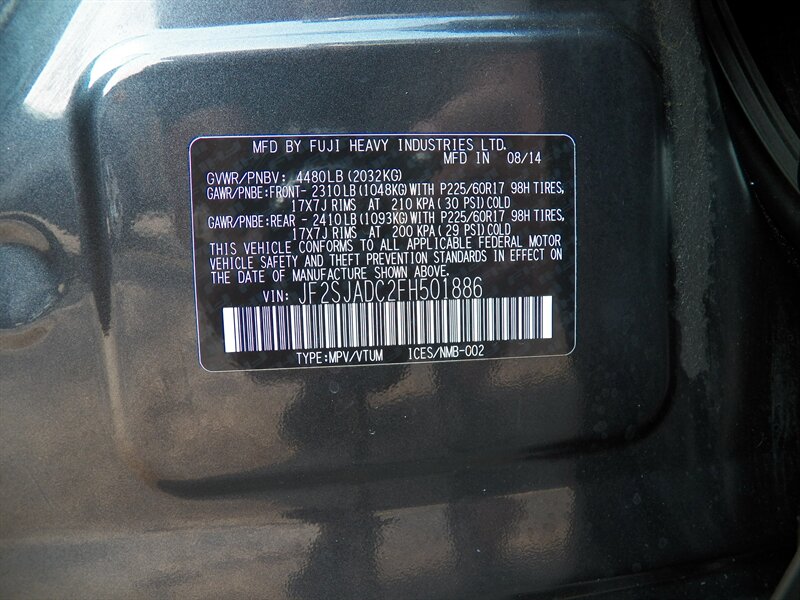 MFD BY FUJI HEAVY INDUSTRIES LTD.
MFD IN 08/14
GVWR/PNBV: 4480LB(2032KG)
GAWR/PNBE:FRONT- 2310LB(1048KG)WITH P225/60R17 98H TIRES,
17X7J RIMS AT 210 KPA(30 PSI)COLD
GAWR/PNBE:REAR - 2410LB(1093KG)WITH P225/60R17 98H TIRES,
17X7J RIMS AT 200 KPA(29 PSI)COLD
THIS VEHICLE CONFORMS TO ALL APPLICABLE FEDERAL MOTOR
VEHICLE SAFETY AND THEFT PREVENTION STANDARDS IN EFFECT ON
THE DATE OF MANUFACTURE SHOWN ABOVE.
VIN: JF2SJADC2FH501886
TYPE:MPV/VTUM ICES/NMB-002